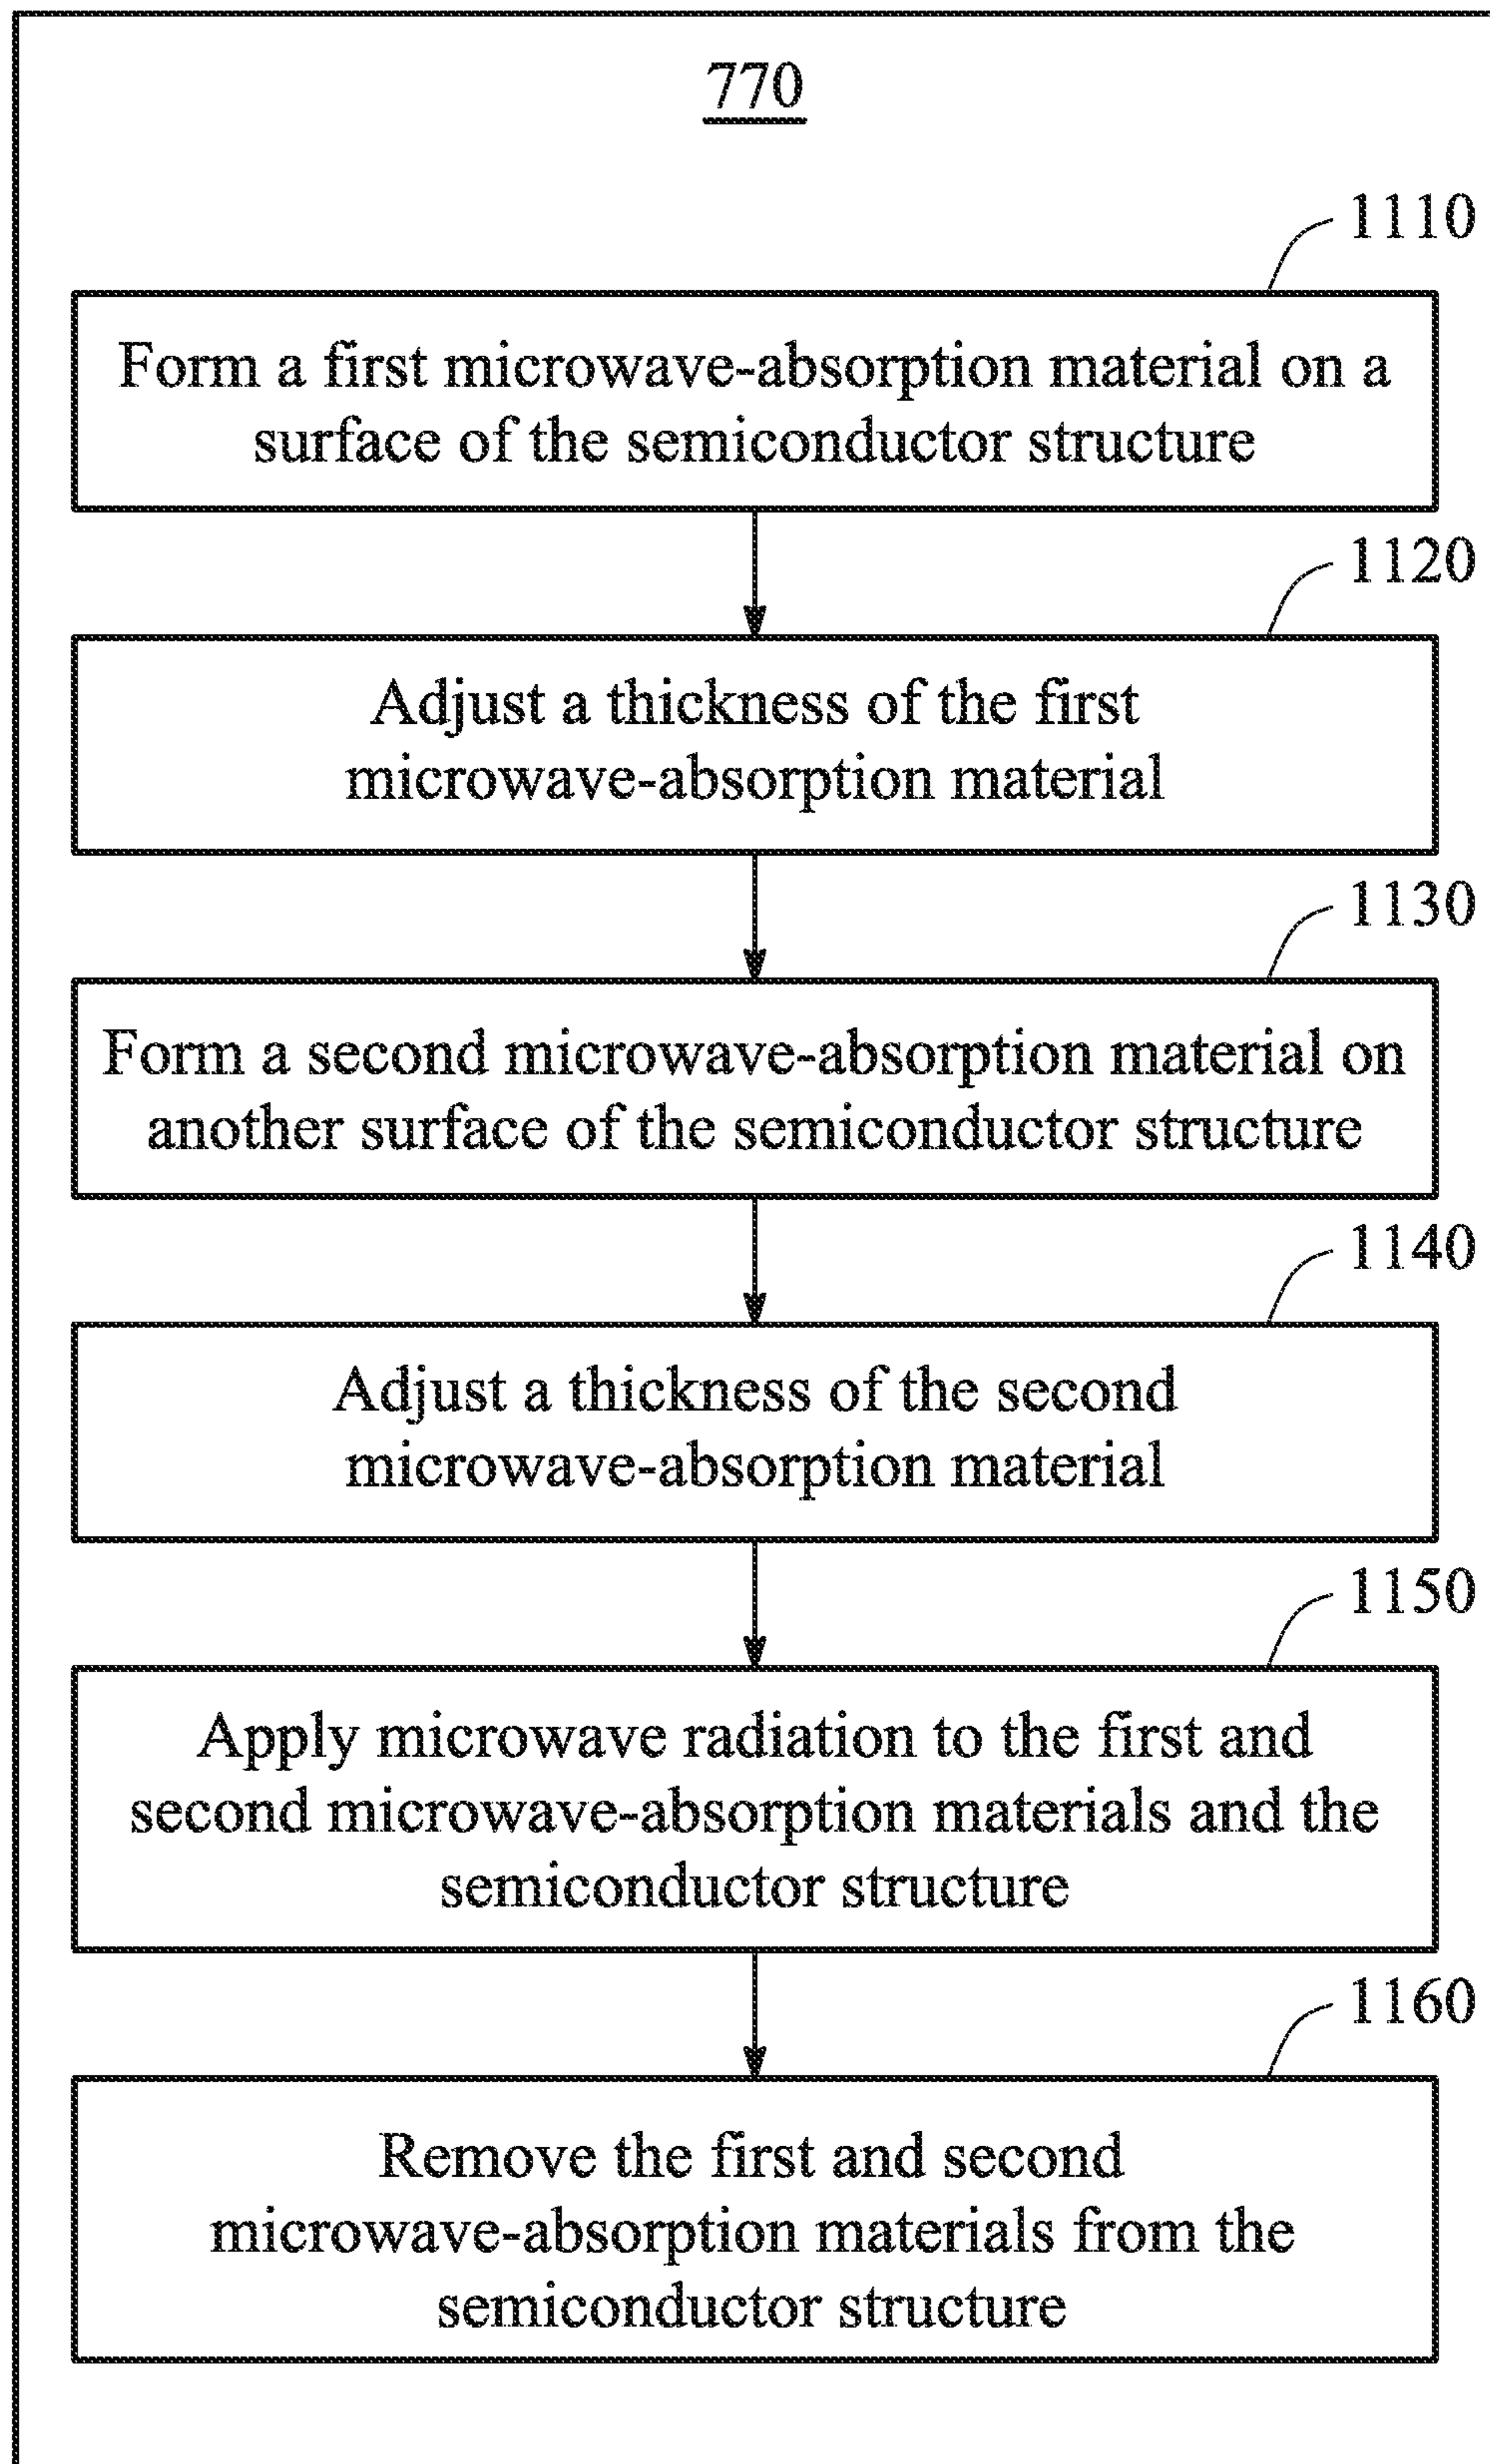 770
1110
Form a first microwave-absorption material on a
surface of the semiconductor structure
1120
Adjust a thickness of the first
microwave-absorption material
1130
Form a second microwave-absorption material on
another surface of the semiconductor structure
1140
Adjust a thickness of the second
microwave-absorption material
1150
Apply microwave radiation to the first and
second microwave-absorption materials and the
semiconductor structure
1160
Remove the first and second
microwave-absorption materials from the
semiconductor structure